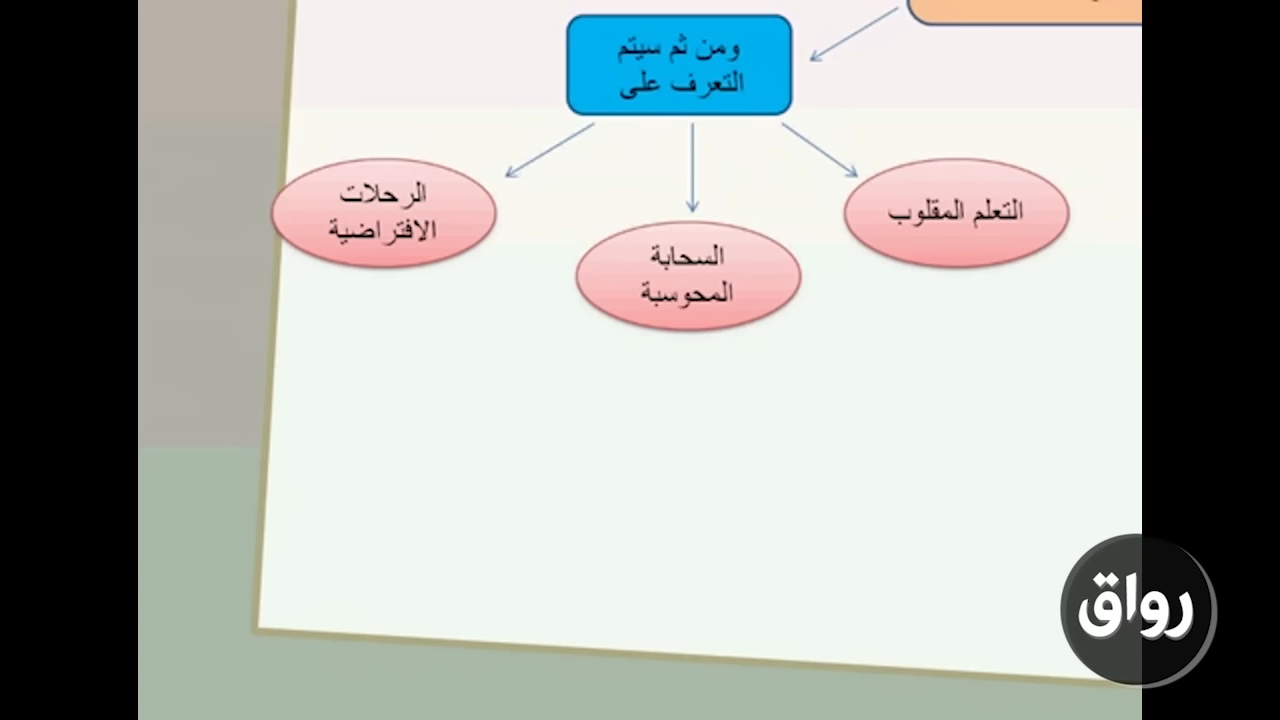 ومن ثم سيتم
التعرف على
التعلم المقلوب
السحابة
المحوسبة
الرحلات
الافتراضية
رواق